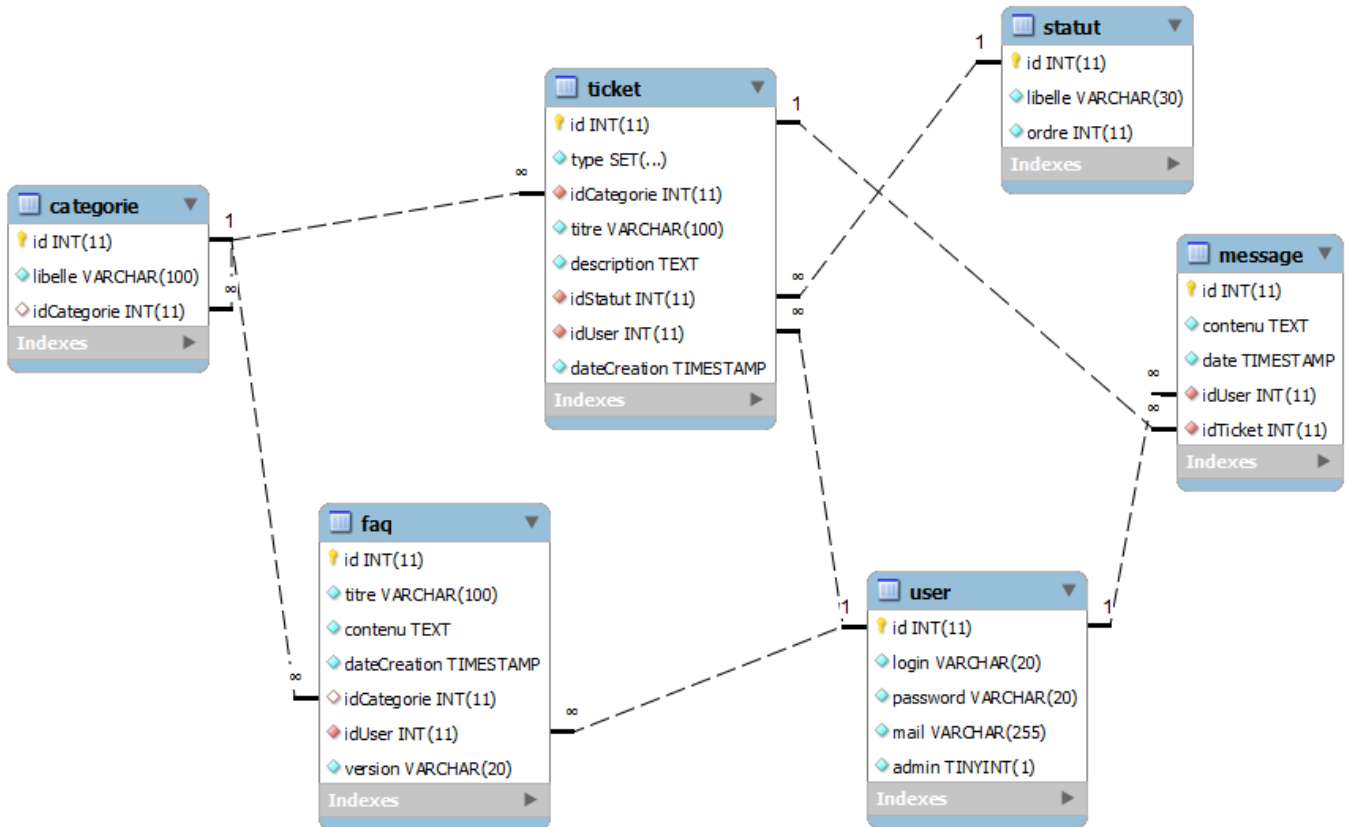 statut
id INT(11)
libelle VARCHAR(30)
ordre INT(11)
Indexes
1
ticket
id INT(11)
type SET(...)
idCategorie INT(11)
titre VARCHAR(100)
description TEXT
idStatut INT(11)
idUser INT(11)
dateCreation TIMESTAMP
Indexes
1
∞
∞
∞
categorie
id INT(11)
libelle VARCHAR(100)
idCategorie INT(11)
Indexes
1
∞
message
id INT(11)
contenu TEXT
date TIMESTAMP
idUser INT(11)
idTicket INT(11)
Indexes
∞
∞
faq
id INT(11)
titre VARCHAR(100)
contenu TEXT
dateCreation TIMESTAMP
idCategorie INT(11)
idUser INT(11)
version VARCHAR(20)
Indexes
∞
∞
user
id INT(11)
login VARCHAR(20)
password VARCHAR(20)
mail VARCHAR(255)
admin TINYINT(1)
Indexes
1
1